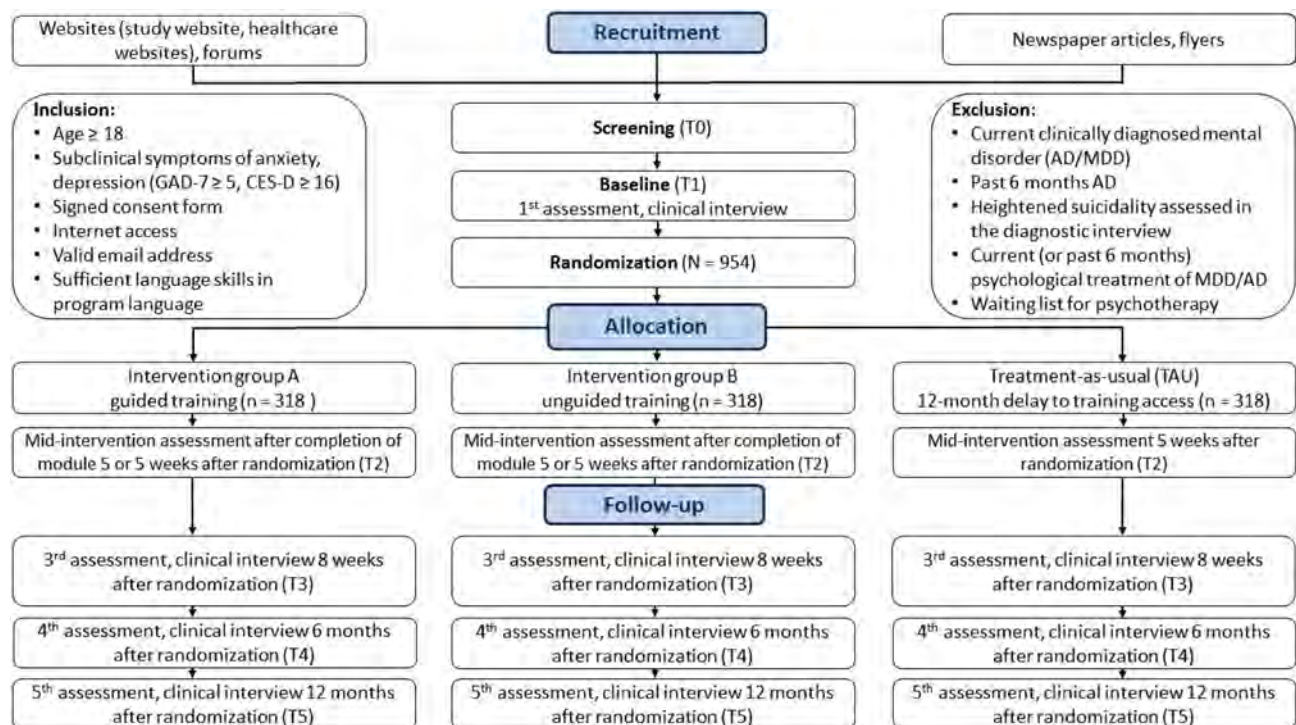 Websites (study website, healthcare
websites), forums
Recruitment
Newspaper articles, flyers
Inclusion:
• Age ≥ 18
• Subclinical symptoms of anxiety,
depression (GAD-7 ≥ 5, CES-D ≥ 16)
• Signed consent form
• Internet access
• Valid email address
• Sufficient language skills in
program language
Screening (T0)
Baseline (T1)
1st assessment, clinical interview
Randomization (N = 954)
Exclusion:
• Current clinically diagnosed mental
disorder (AD/MDD)
• Past 6 months AD
• Heightened suicidality assessed in
the diagnostic interview
• Current (or past 6 months)
psychological treatment of MDD/AD
• Waiting list for psychotherapy
Allocation
Intervention group A
guided training (n = 318 )
Intervention group B
unguided training (n = 318)
Treatment-as-usual (TAU)
12-month delay to training access (n = 318)
Mid-intervention assessment after completion of
module 5 or 5 weeks after randomization (T2)
Mid-intervention assessment after completion of
module 5 or 5 weeks after randomization (T2)
Mid-intervention assessment 5 weeks after
randomization (T2)
Follow-up
3rd assessment, clinical interview 8 weeks
after randomization (T3)
3rd assessment, clinical interview 8 weeks
after randomization (T3)
3rd assessment, clinical interview 8 weeks
after randomization (T3)
4th assessment, clinical interview 6 months
after randomization (T4)
4th assessment, clinical interview 6 months
after randomization (T4)
4th assessment, clinical interview 6 months
after randomization (T4)
5th assessment, clinical interview 12 months
after randomization (T5)
5th assessment, clinical interview 12 months
after randomization (T5)
5th assessment, clinical interview 12 months
after randomization (T5)